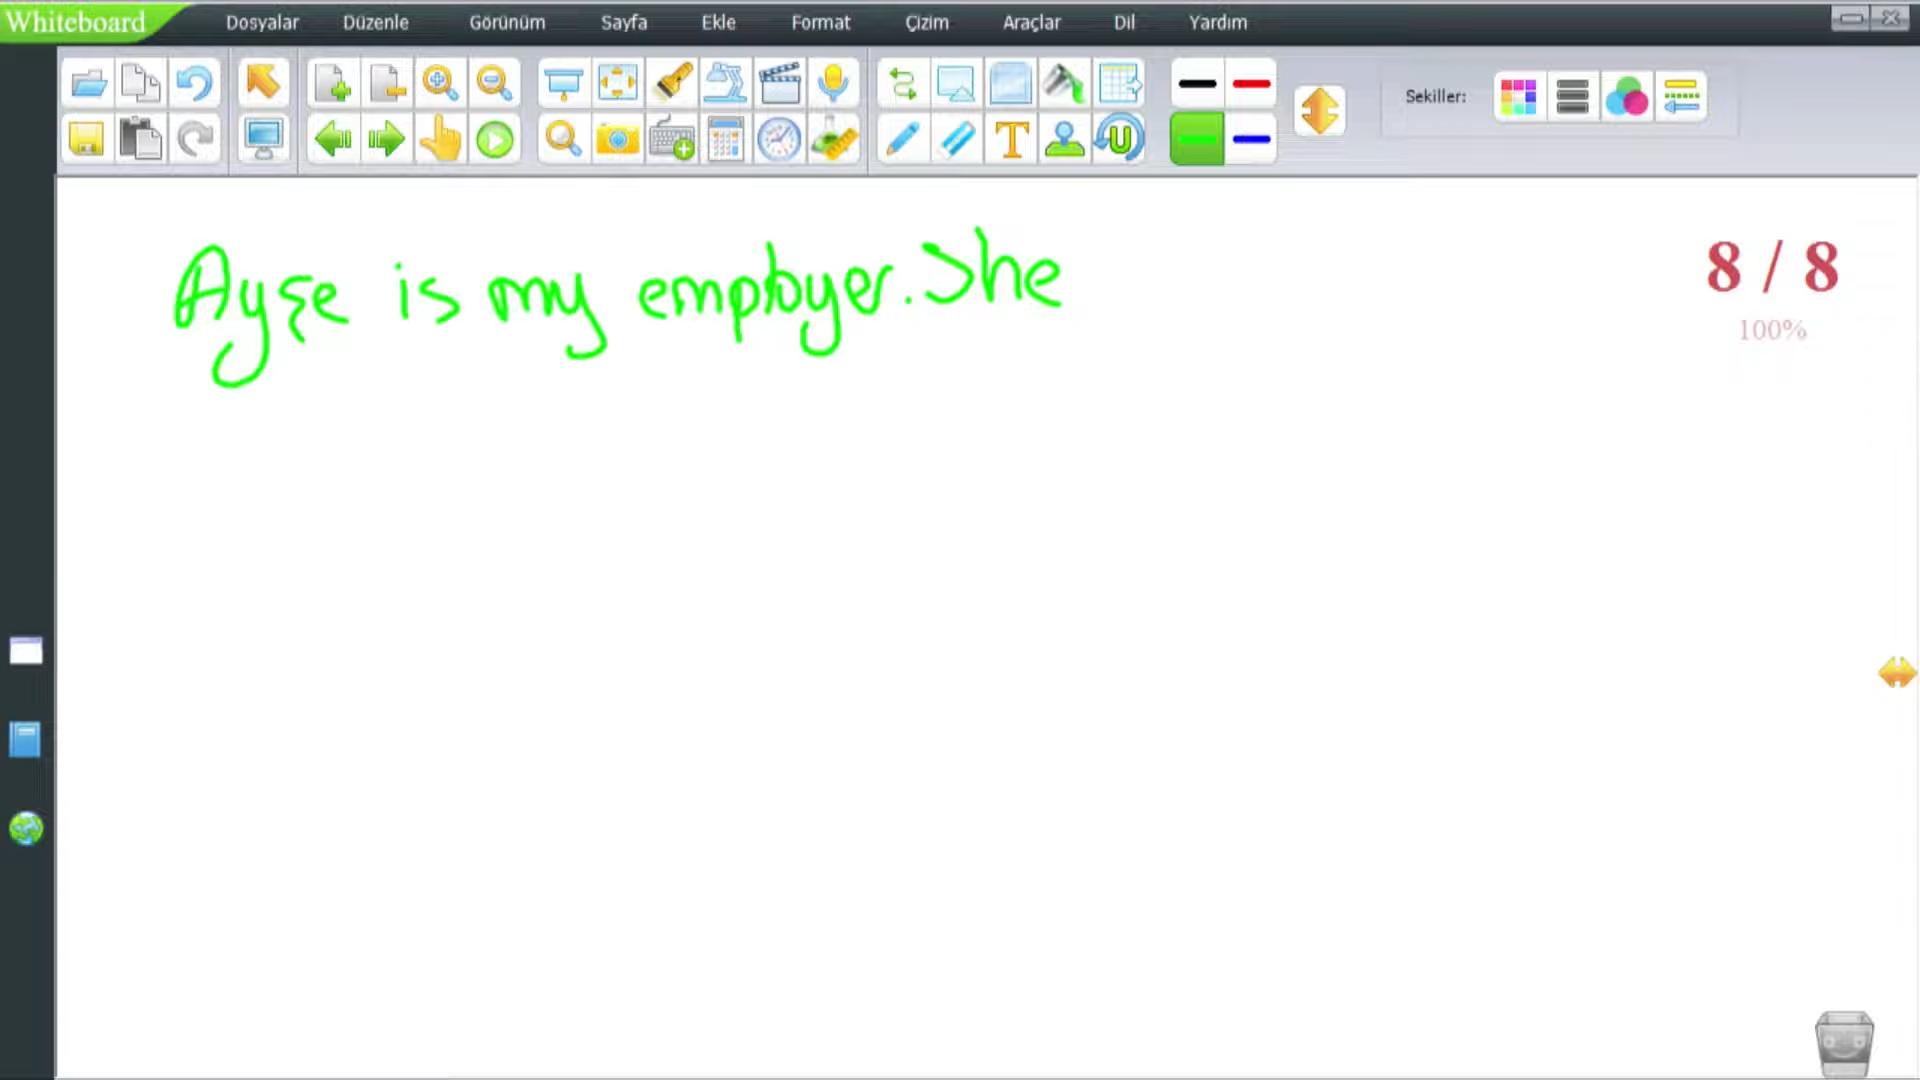 Whiteboard Dosyalar Düzenle Görünüm Sayfa Ekle Format Çizim Araçlar Dil Yardım
Sekiller:
Ayşe is my employer. She
8 / 8
100%